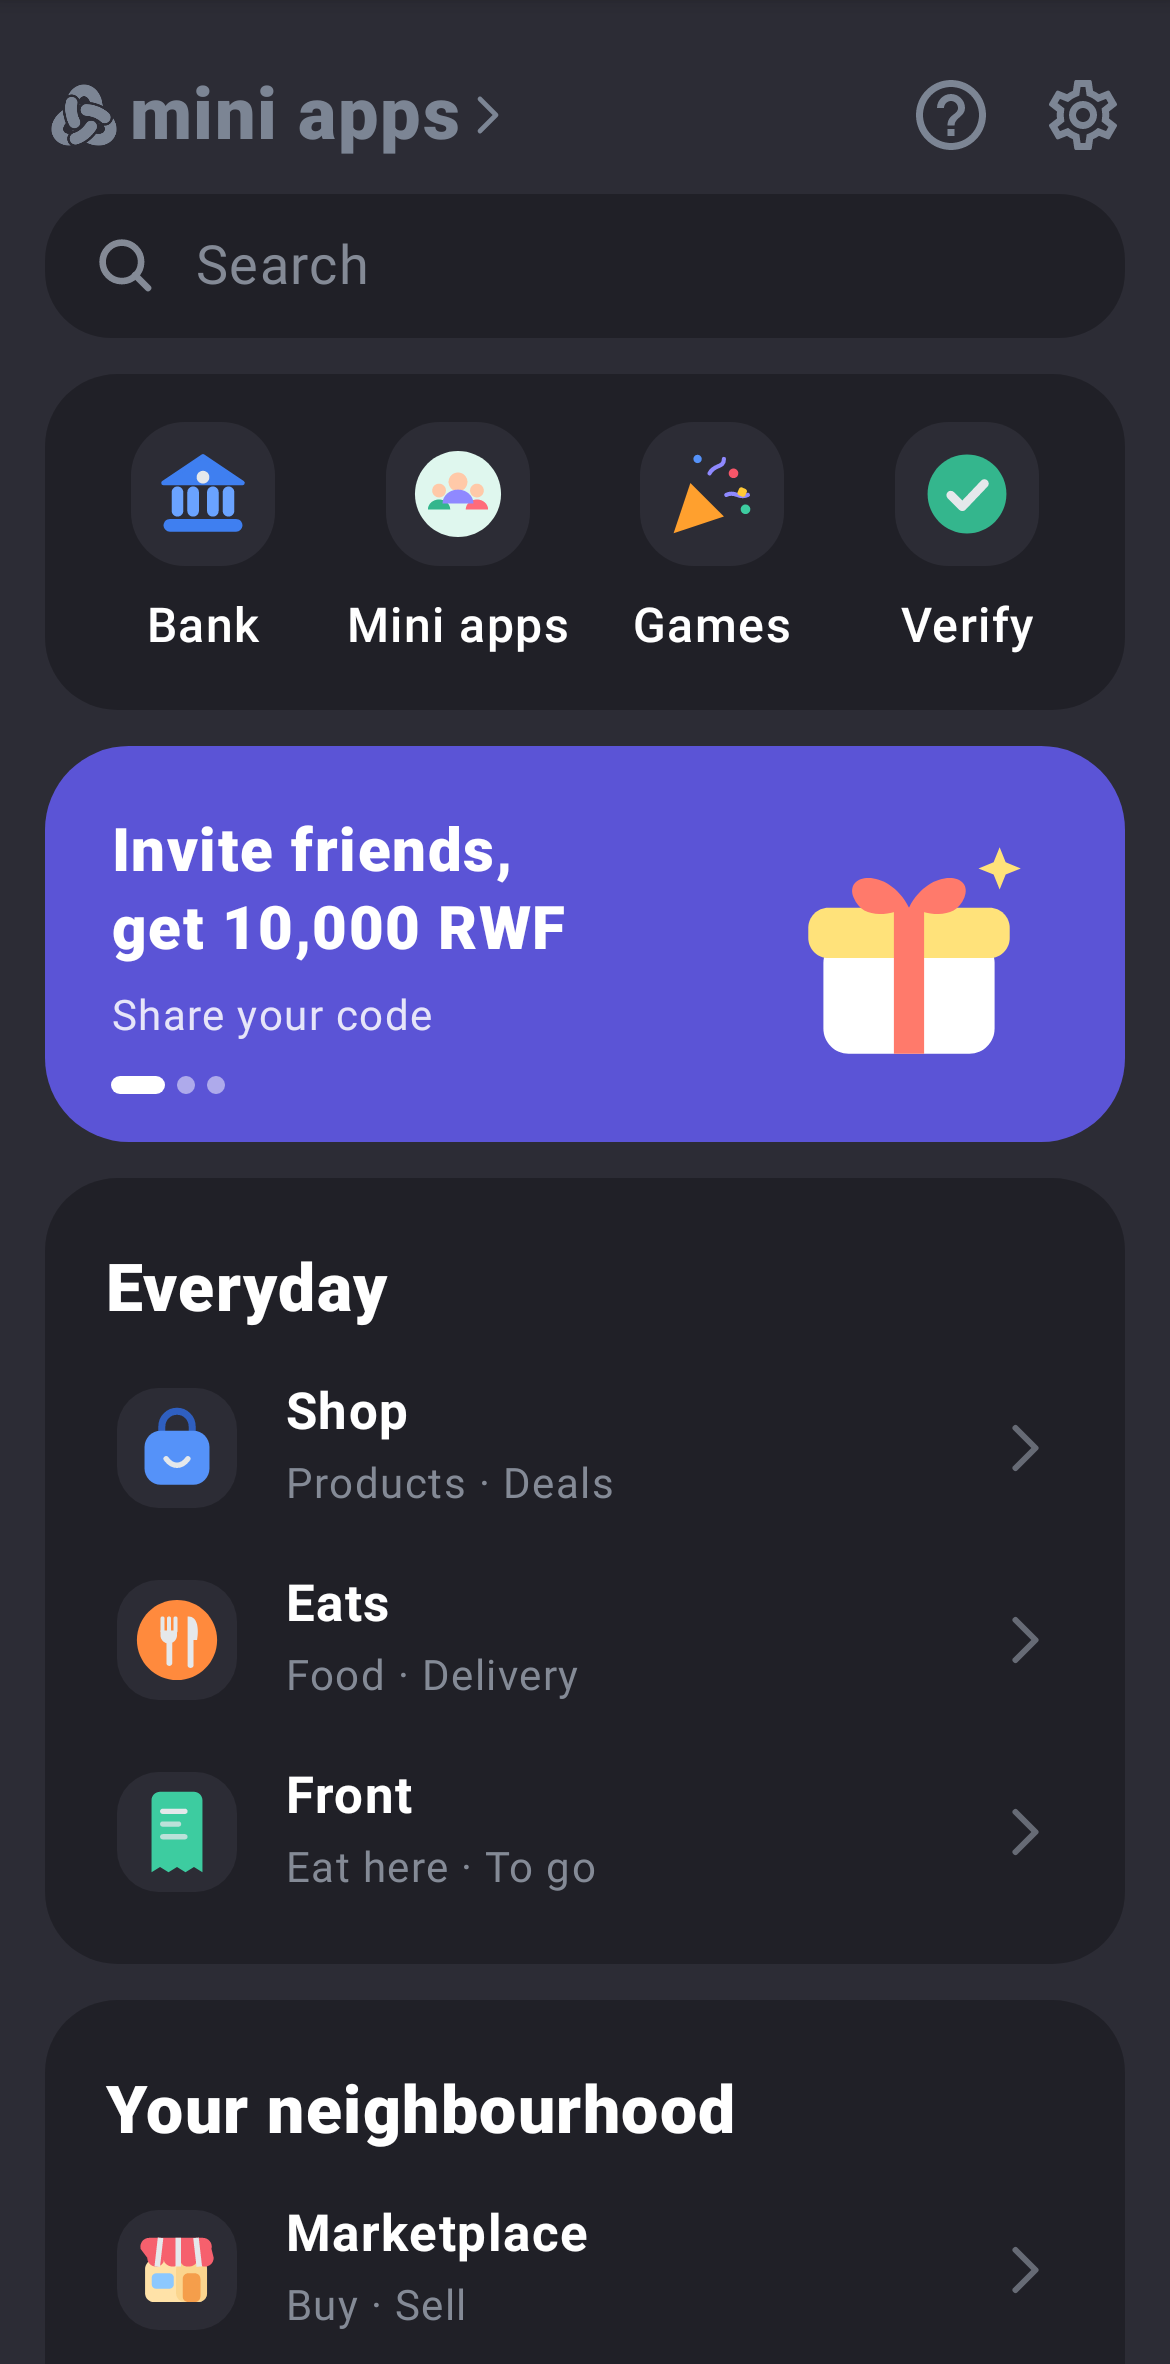 mini apps
Search
Bank
Mini apps
Games
Verify
Invite friends,
get 10,000 RWF
Share your code
Everyday
Shop
Products · Deals
Eats
Food · Delivery
Front
Eat here · To go
Your neighbourhood
Marketplace
Buy · Sell